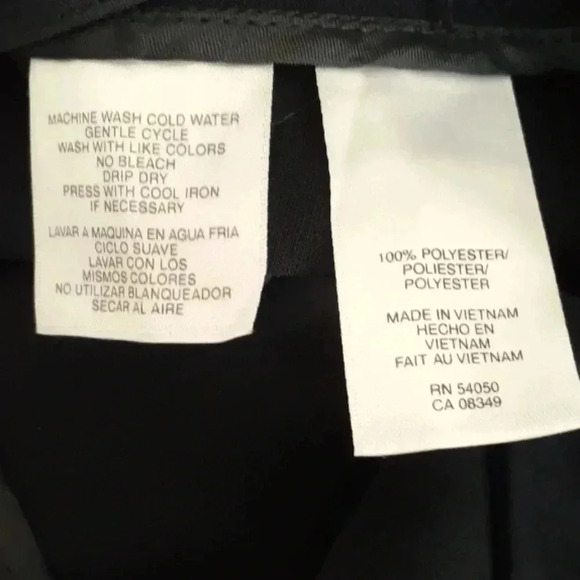 MACHINE WASH COLD WATER
GENTLE CYCLE
WASH WITH LIKE COLORS
NO BLEACH
DRIP DRY
PRESS WITH COOL IRON
IF NECESSARY
LAVAR A MAQUINA EN AGUA FRIA
CICLO SUAVE
LAVAR CON LOS
MISMOS COLORES
NO UTILIZAR BLANQUEADOR
SECAR AL AIRE
100% POLYESTER/
POLIESTER/
POLYESTER
MADE IN VIETNAM
HECHO EN
VIETNAM
FAIT AU VIETNAM
RN 54050
CA 08349